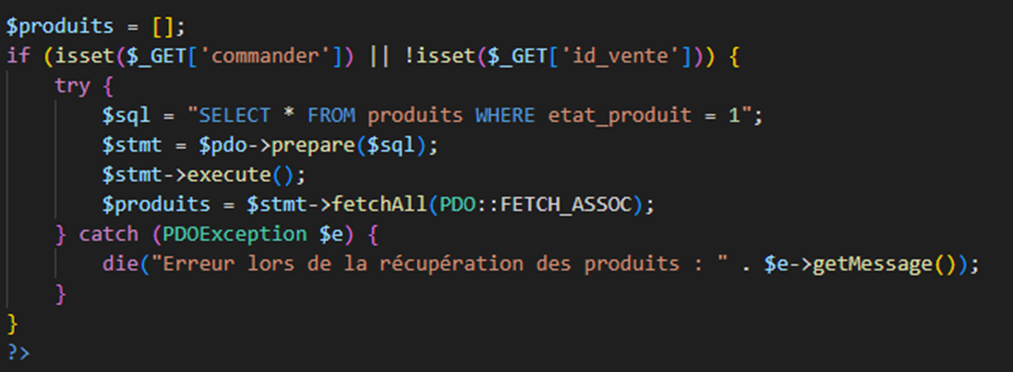 $produits = [];
if (isset($_GET['commander']) || !isset($_GET['id_vente'])) {
    try {
        $sql = "SELECT * FROM produits WHERE etat_produit = 1";
        $stmt = $pdo->prepare($sql);
        $stmt->execute();
        $produits = $stmt->fetchAll(PDO::FETCH_ASSOC);
    } catch (PDOException $e) {
        die("Erreur lors de la récupération des produits : " . $e->getMessage());
    }
}
?>